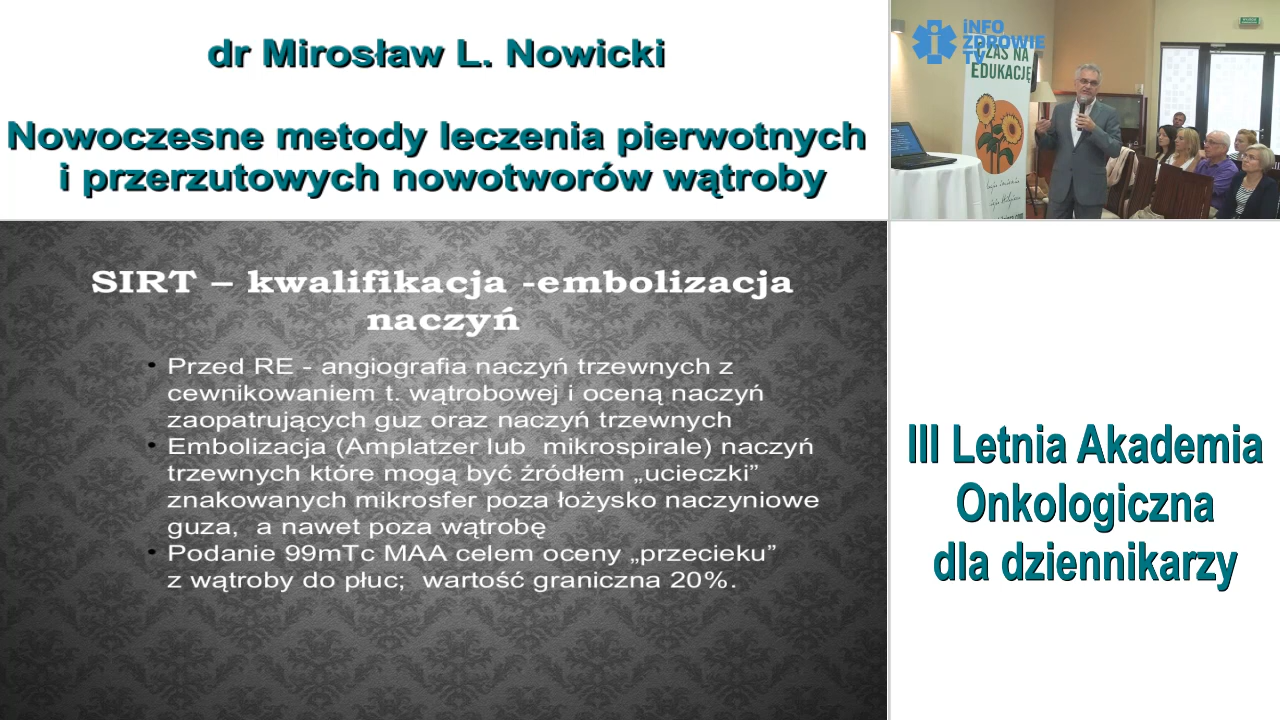 dr Mirosław L. Nowicki
Nowoczesne metody leczenia pierwotnych
i przerzutowych nowotworów wątroby
iNFO
ZDROWIE
TV
CZAS NA
EDUKACJĘ
SIRT – kwalifikacja -embolizacja
naczyń
• Przed RE - angiografia naczyń trzewnych z
cewnikowaniem t. wątrobowej i oceną naczyń
zaopatrujących guz oraz naczyń trzewnych
• Embolizacja (Amplatzer lub mikrospirale) naczyń
trzewnych które mogą być źródłem „ucieczki”
znakowanych mikrosfer poza łożysko naczyniowe
guza, a nawet poza wątrobę
• Podanie 99mTc MAA celem oceny „przecieku”
z wątroby do płuc; wartość graniczna 20%.
III Letnia Akademia
Onkologiczna
dla dziennikarzy